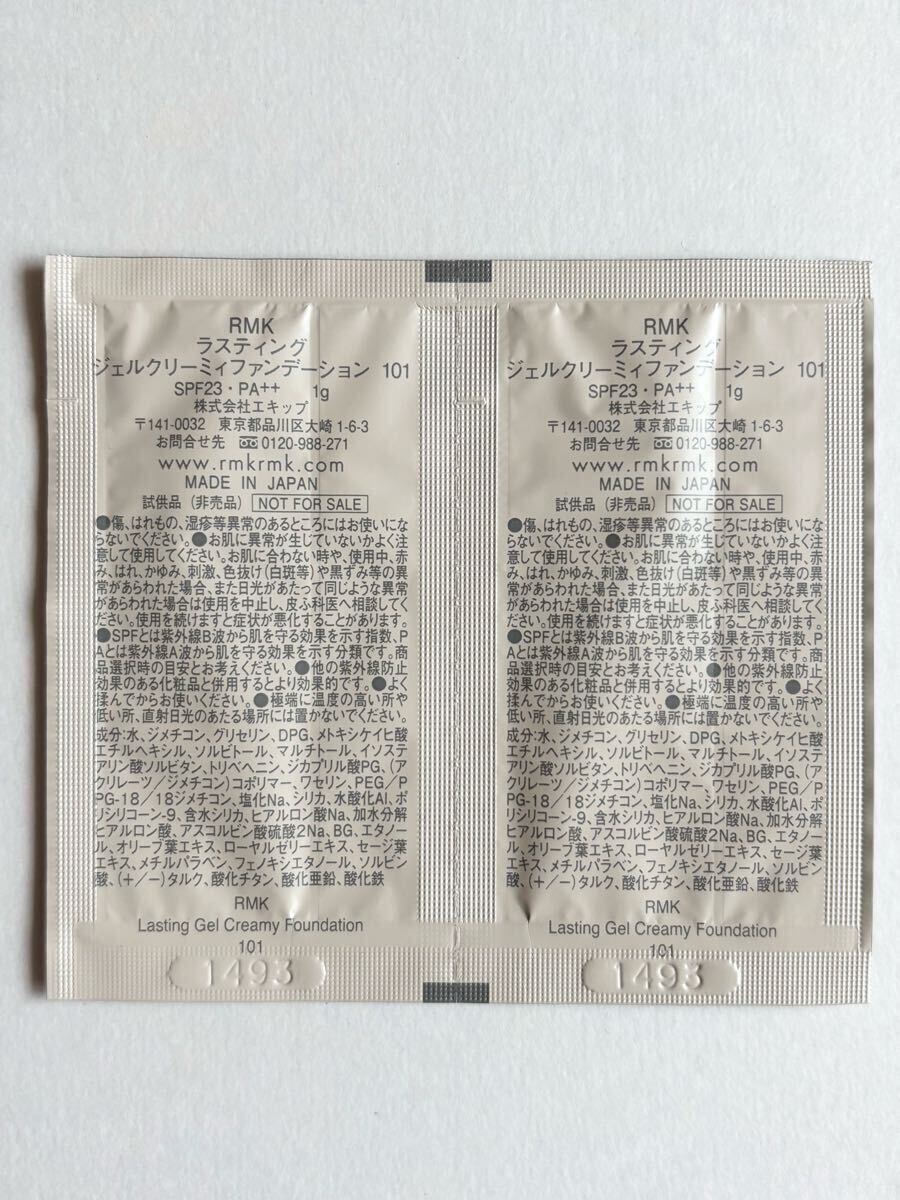 RMK
ラスティング
ジェルクリーミィファンデーション 101
SPF23・PA++ 1g
株式会社エキップ
〒141-0032 東京都品川区大崎1-6-3
お問合せ先 0120-988-271
www.rmkrmk.com
MADE IN JAPAN
試供品(非売品) NOT FOR SALE
●傷、はれもの、湿疹等異常のあるところにはお使いにな
らないでください。●お肌に異常が生じていないかよく注
意して使用してください。お肌に合わない時や、使用中、赤
み、はれ、かゆみ、刺激、色抜け(白斑等)や黒ずみ等の異
常があらわれた場合、また日光があたって同じような異常
があらわれた場合は使用を中止し、皮ふ科医へ相談してく
ださい。使用を続けますと症状が悪化することがあります。
●SPFとは紫外線B波から肌を守る効果を示す指数、P
Aとは紫外線A波から肌を守る効果を示す分類です。商
品選択時の目安とお考えください。●他の紫外線防止
効果のある化粧品と併用するとより効果的です。●よく
揉んでからお使いください。●極端に温度の高い所や
低い所、直射日光のあたる場所には置かないでください。
成分:水、ジメチコン、グリセリン、DPG、メトキシケイヒ酸
エチルヘキシル、ソルビトール、マルチトール、イソステ
アリン酸ソルビタン、トリベヘニン、ジカプリル酸PG、(ア
クリレーツ/ジメチコン)コポリマー、ワセリン、PEG/P
PG-18/18ジメチコン、塩化Na、シリカ、水酸化Al、ポ
リシリコーン-9、含水シリカ、ヒアルロン酸Na、加水分解
ヒアルロン酸、アスコルビン酸硫酸2Na、BG、エタノー
ル、オリーブ葉エキス、ローヤルゼリーエキス、セージ葉
エキス、メチルパラベン、フェノキシエタノール、ソルビン
酸、(+/−)タルク、酸化チタン、酸化亜鉛、酸化鉄
RMK
Lasting Gel Creamy Foundation
101
1493
RMK
ラスティング
ジェルクリーミィファンデーション 101
SPF23・PA++ 1g
株式会社エキップ
〒141-0032 東京都品川区大崎1-6-3
お問合せ先 0120-988-271
www.rmkrmk.com
MADE IN JAPAN
試供品(非売品) NOT FOR SALE
●傷、はれもの、湿疹等異常のあるところにはお使いにな
らないでください。●お肌に異常が生じていないかよく注
意して使用してください。お肌に合わない時や、使用中、赤
み、はれ、かゆみ、刺激、色抜け(白斑等)や黒ずみ等の異
常があらわれた場合、また日光があたって同じような異常
があらわれた場合は使用を中止し、皮ふ科医へ相談してく
ださい。使用を続けますと症状が悪化することがあります。
●SPFとは紫外線B波から肌を守る効果を示す指数、P
Aとは紫外線A波から肌を守る効果を示す分類です。商
品選択時の目安とお考えください。●他の紫外線防止
効果のある化粧品と併用するとより効果的です。●よく
揉んでからお使いください。●極端に温度の高い所や
低い所、直射日光のあたる場所には置かないでください。
成分:水、ジメチコン、グリセリン、DPG、メトキシケイヒ酸
エチルヘキシル、ソルビトール、マルチトール、イソステ
アリン酸ソルビタン、トリベヘニン、ジカプリル酸PG、(ア
クリレーツ/ジメチコン)コポリマー、ワセリン、PEG/P
PG-18/18ジメチコン、塩化Na、シリカ、水酸化Al、ポ
リシリコーン-9、含水シリカ、ヒアルロン酸Na、加水分解
ヒアルロン酸、アスコルビン酸硫酸2Na、BG、エタノー
ル、オリーブ葉エキス、ローヤルゼリーエキス、セージ葉
エキス、メチルパラベン、フェノキシエタノール、ソルビン
酸、(+/−)タルク、酸化チタン、酸化亜鉛、酸化鉄
RMK
Lasting Gel Creamy Foundation
101
1493